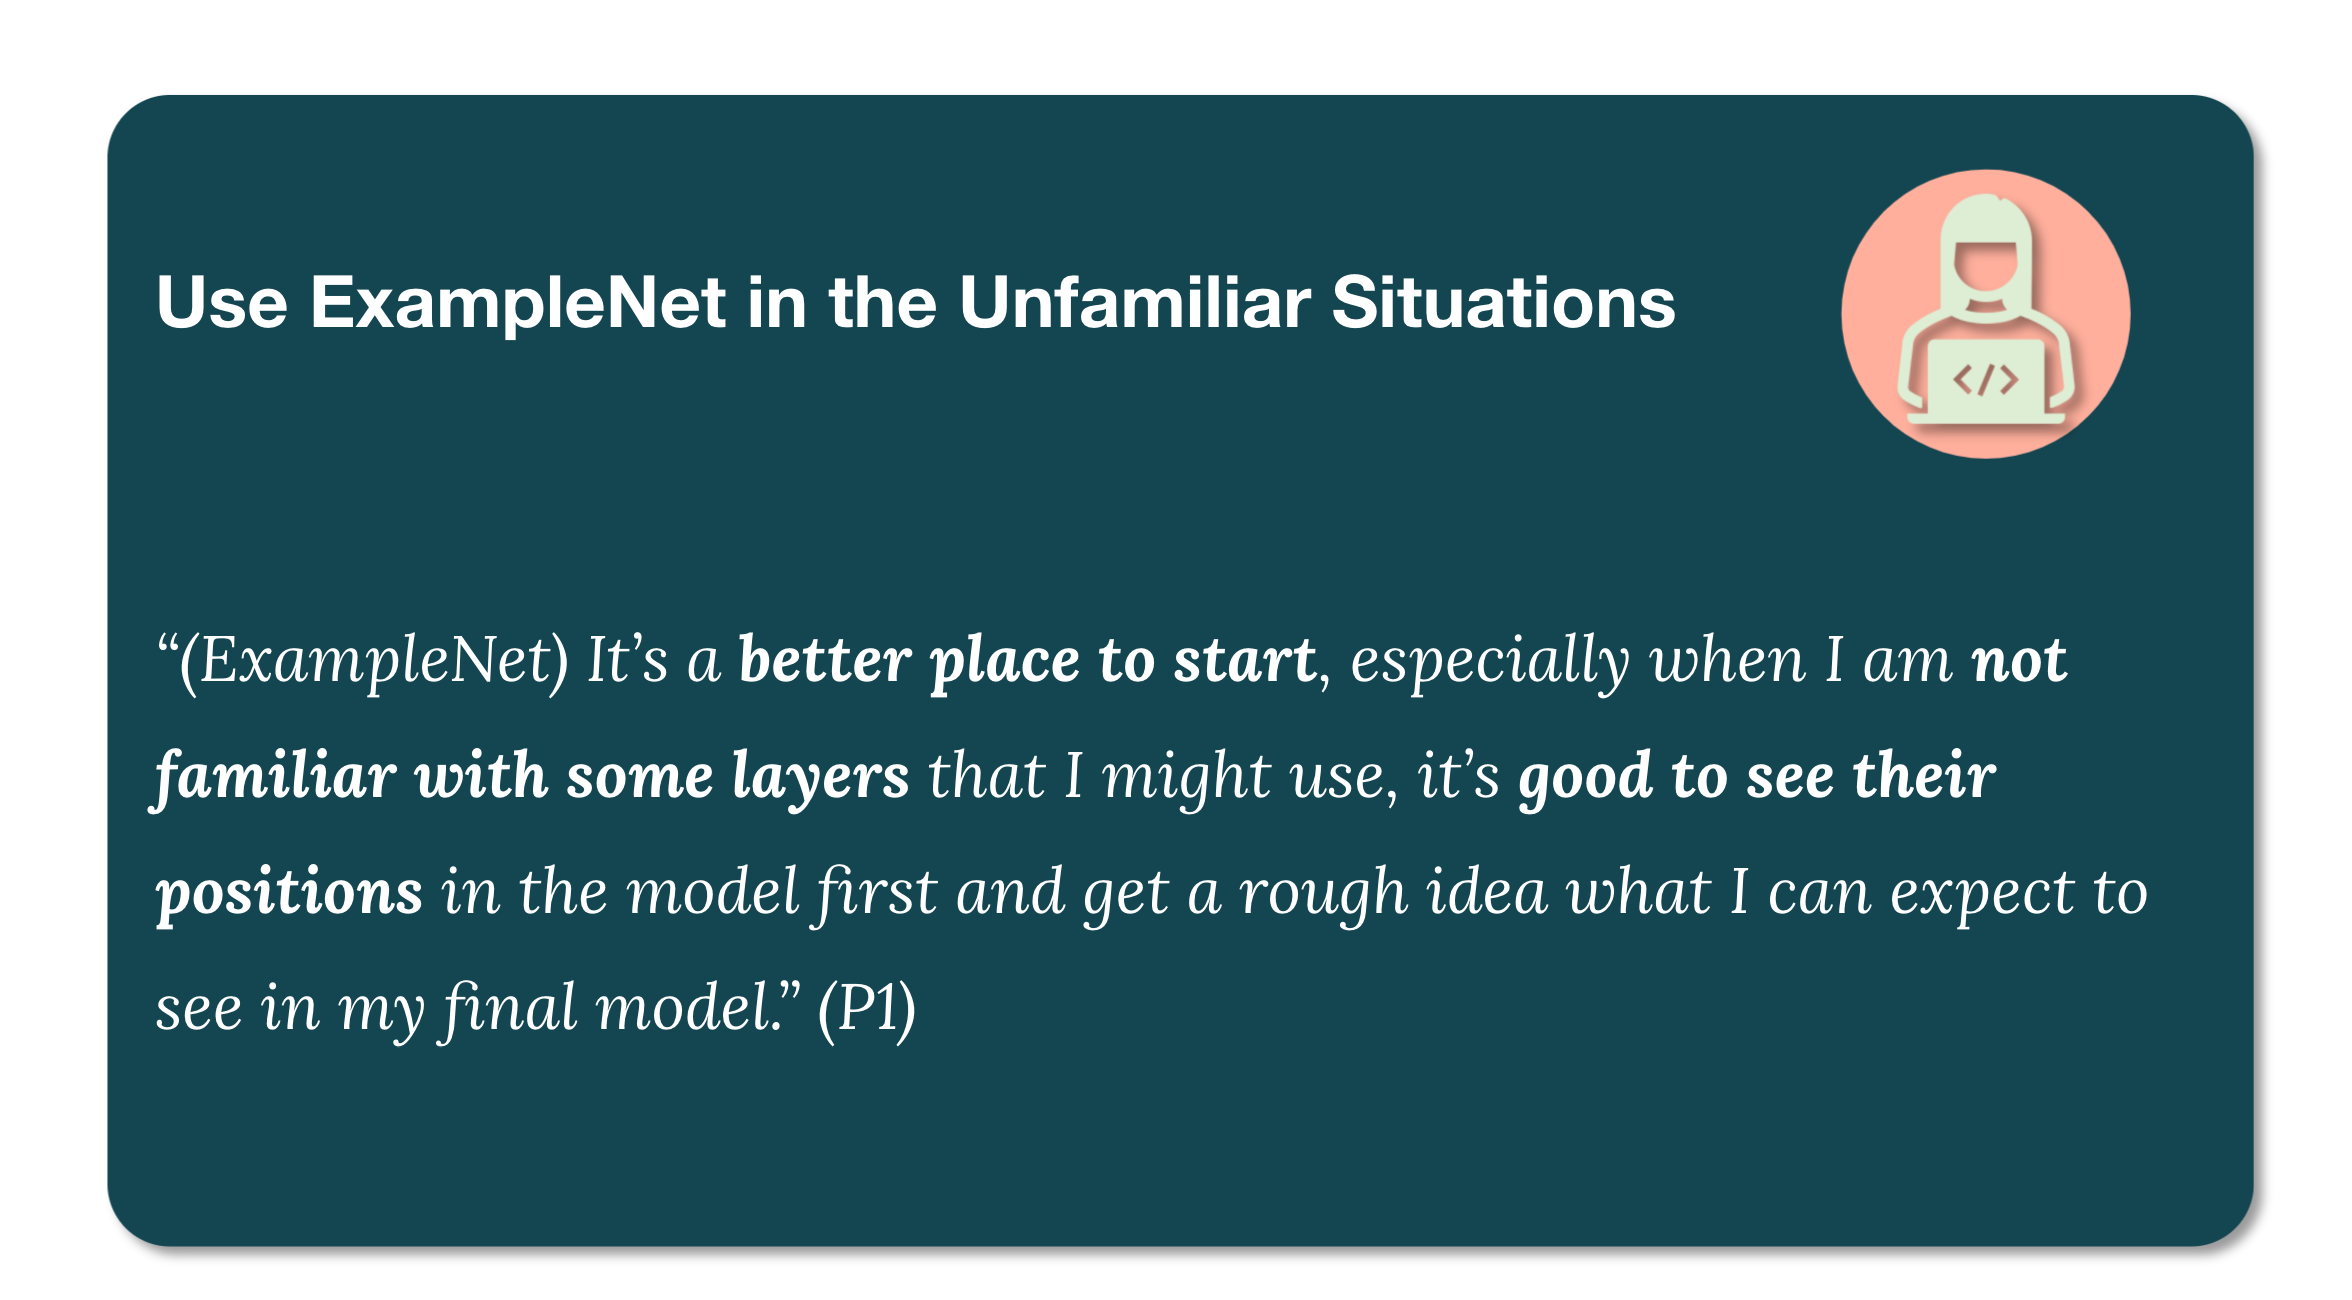 Use ExampleNet in the Unfamiliar Situations
</>
“(ExampleNet) It’s a better place to start, especially when I am not
familiar with some layers that I might use, it’s good to see their
positions in the model first and get a rough idea what I can expect to
see in my final model.” (P1)